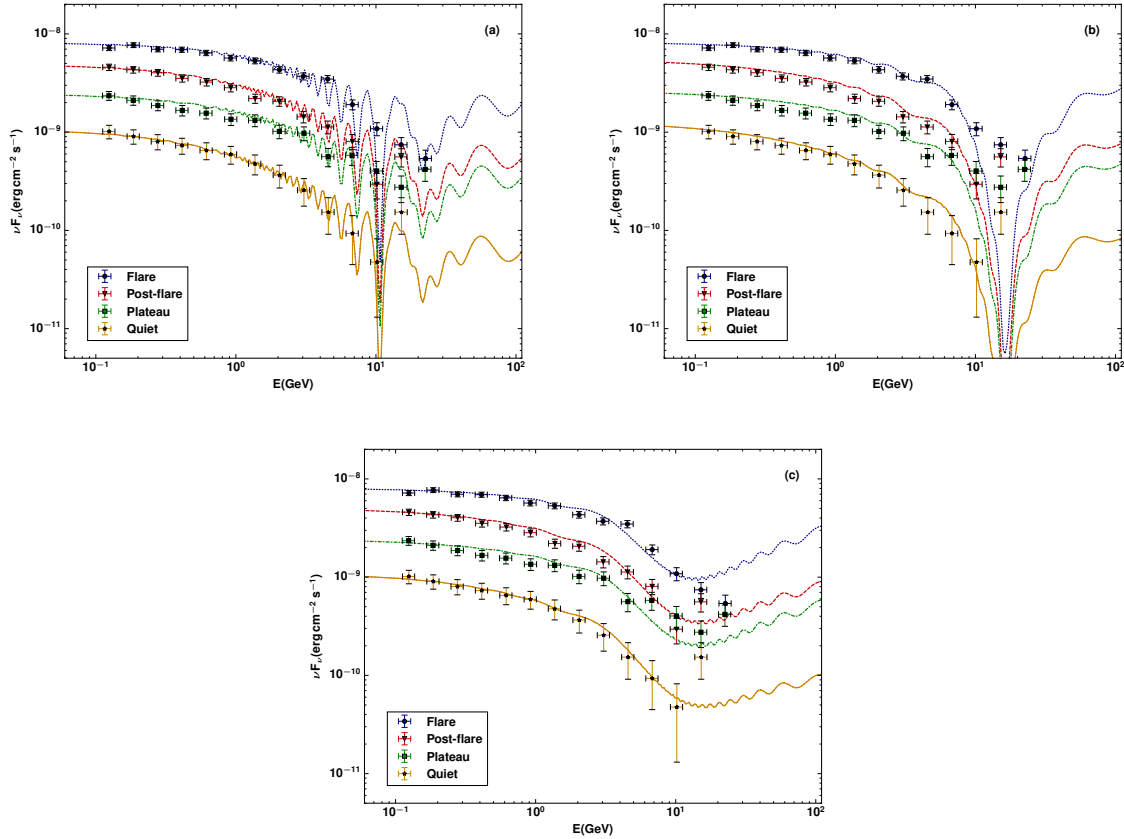 (a)
10⁻⁸
10⁻⁹
10⁻¹⁰
10⁻¹¹
νFᵥ(erg cm⁻² s⁻¹)
Flare
Post-flare
Plateau
Quiet
10⁻¹ 10⁰ 10¹ 10²
E(GeV)
(b)
10⁻⁸
10⁻⁹
10⁻¹⁰
10⁻¹¹
νFᵥ(erg cm⁻² s⁻¹)
Flare
Post-flare
Plateau
Quiet
10⁻¹ 10⁰ 10¹ 10²
E(GeV)
(c)
10⁻⁸
10⁻⁹
10⁻¹⁰
10⁻¹¹
νFᵥ(erg cm⁻² s⁻¹)
Flare
Post-flare
Plateau
Quiet
10⁻¹ 10⁰ 10¹ 10²
E(GeV)